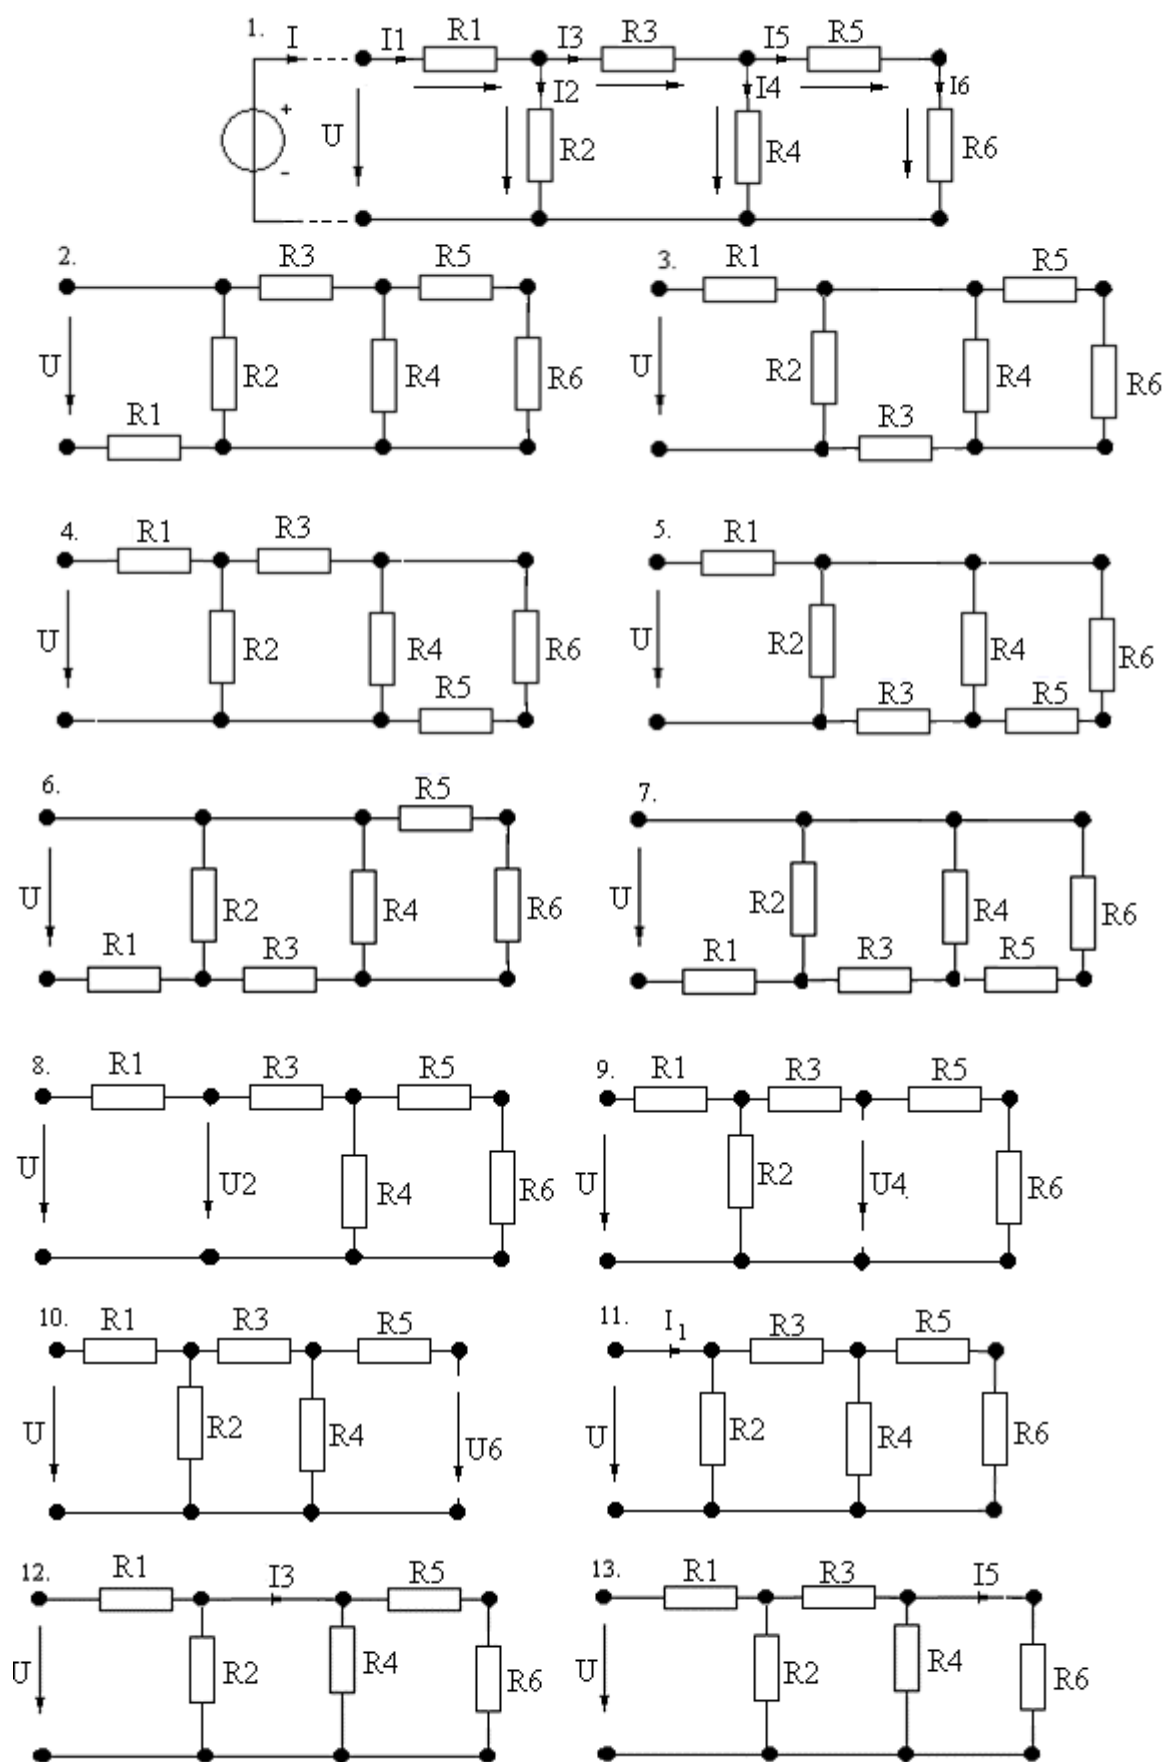 1. I I1 R1 I3 R3 I5 R5
+ I2 I4 I6
U R2 R4 R6
-
2. R3 R5 3. R1 R5
U R2 R4 R6 U R2 R4 R6
R1 R3
4. R1 R3 5. R1
U R2 R4 R6 U R2 R4 R6
R5 R3 R5
6. R5 7.
U R2 R4 R6 U R2 R4 R6
R1 R3 R1 R3 R5
8. R1 R3 R5 9. R1 R3 R5
U U2 R4 R6 U R2 U4 R6
10. R1 R3 R5 11. I1 R3 R5
U R2 R4 U6 U R2 R4 R6
12. R1 I3 R5 13. R1 R3 I5
U R2 R4 R6 U R2 R4 R6